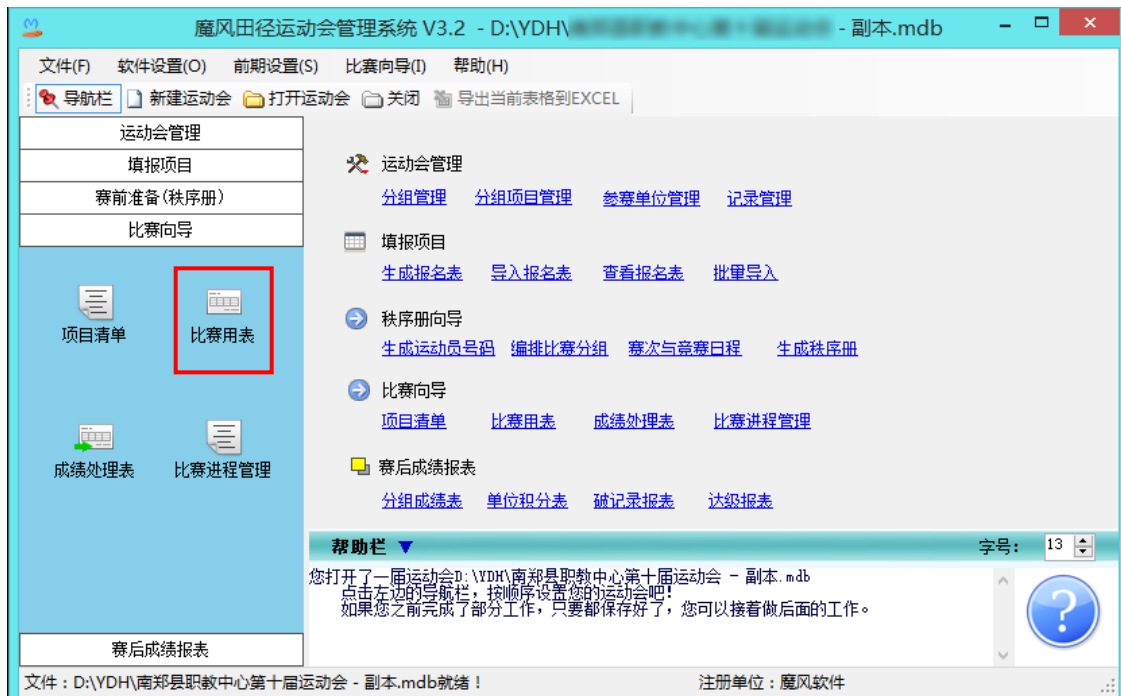 魔风田径运动会管理系统 V3.2 - D:\YDH\ - 副本.mdb
文件(F) 软件设置(O) 前期设置(S) 比赛向导(I) 帮助(H)
导航栏 新建运动会 打开运动会 关闭 导出当前表格到EXCEL
运动会管理
填报项目
赛前准备(秩序册)
比赛向导
项目清单 比赛用表
成绩处理表 比赛进程管理
赛后成绩报表
运动会管理
分组管理 分组项目管理 参赛单位管理 记录管理
填报项目
生成报名表 导入报名表 查看报名表 批量导入
秩序册向导
生成运动员号码 编排比赛分组 赛次与竞赛日程 生成秩序册
比赛向导
项目清单 比赛用表 成绩处理表 比赛进程管理
赛后成绩报表
分组成绩表 单位积分表 破记录报表 达级报表
帮助栏 ▼ 字号: 13
您打开了一届运动会D:\YDH\南郑县职教中心第十届运动会 - 副本.mdb
点击左边的导航栏，按顺序设置您的运动会吧!
如果您之前完成了部分工作，只要都保存好了，您可以接着做后面的工作。
文件：D:\YDH\南郑县职教中心第十届运动会 - 副本.mdb就绪！ 注册单位：魔风软件